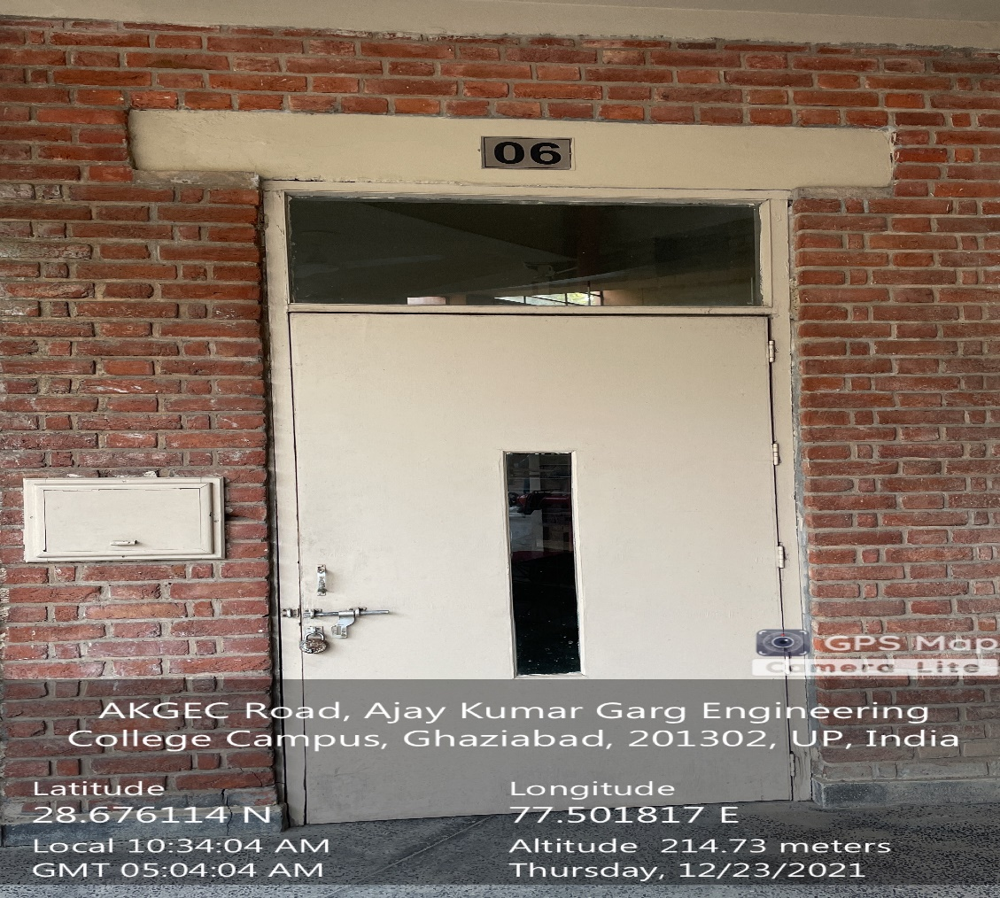 06
GPS Map
Camera Lite
AKGEC Road, Ajay Kumar Garg Engineering
College Campus, Ghaziabad, 201302, UP, India
Latitude
28.676114 N
Longitude
77.501817 E
Local 10:34:04 AM
GMT 05:04:04 AM
Altitude 214.73 meters
Thursday, 12/23/2021